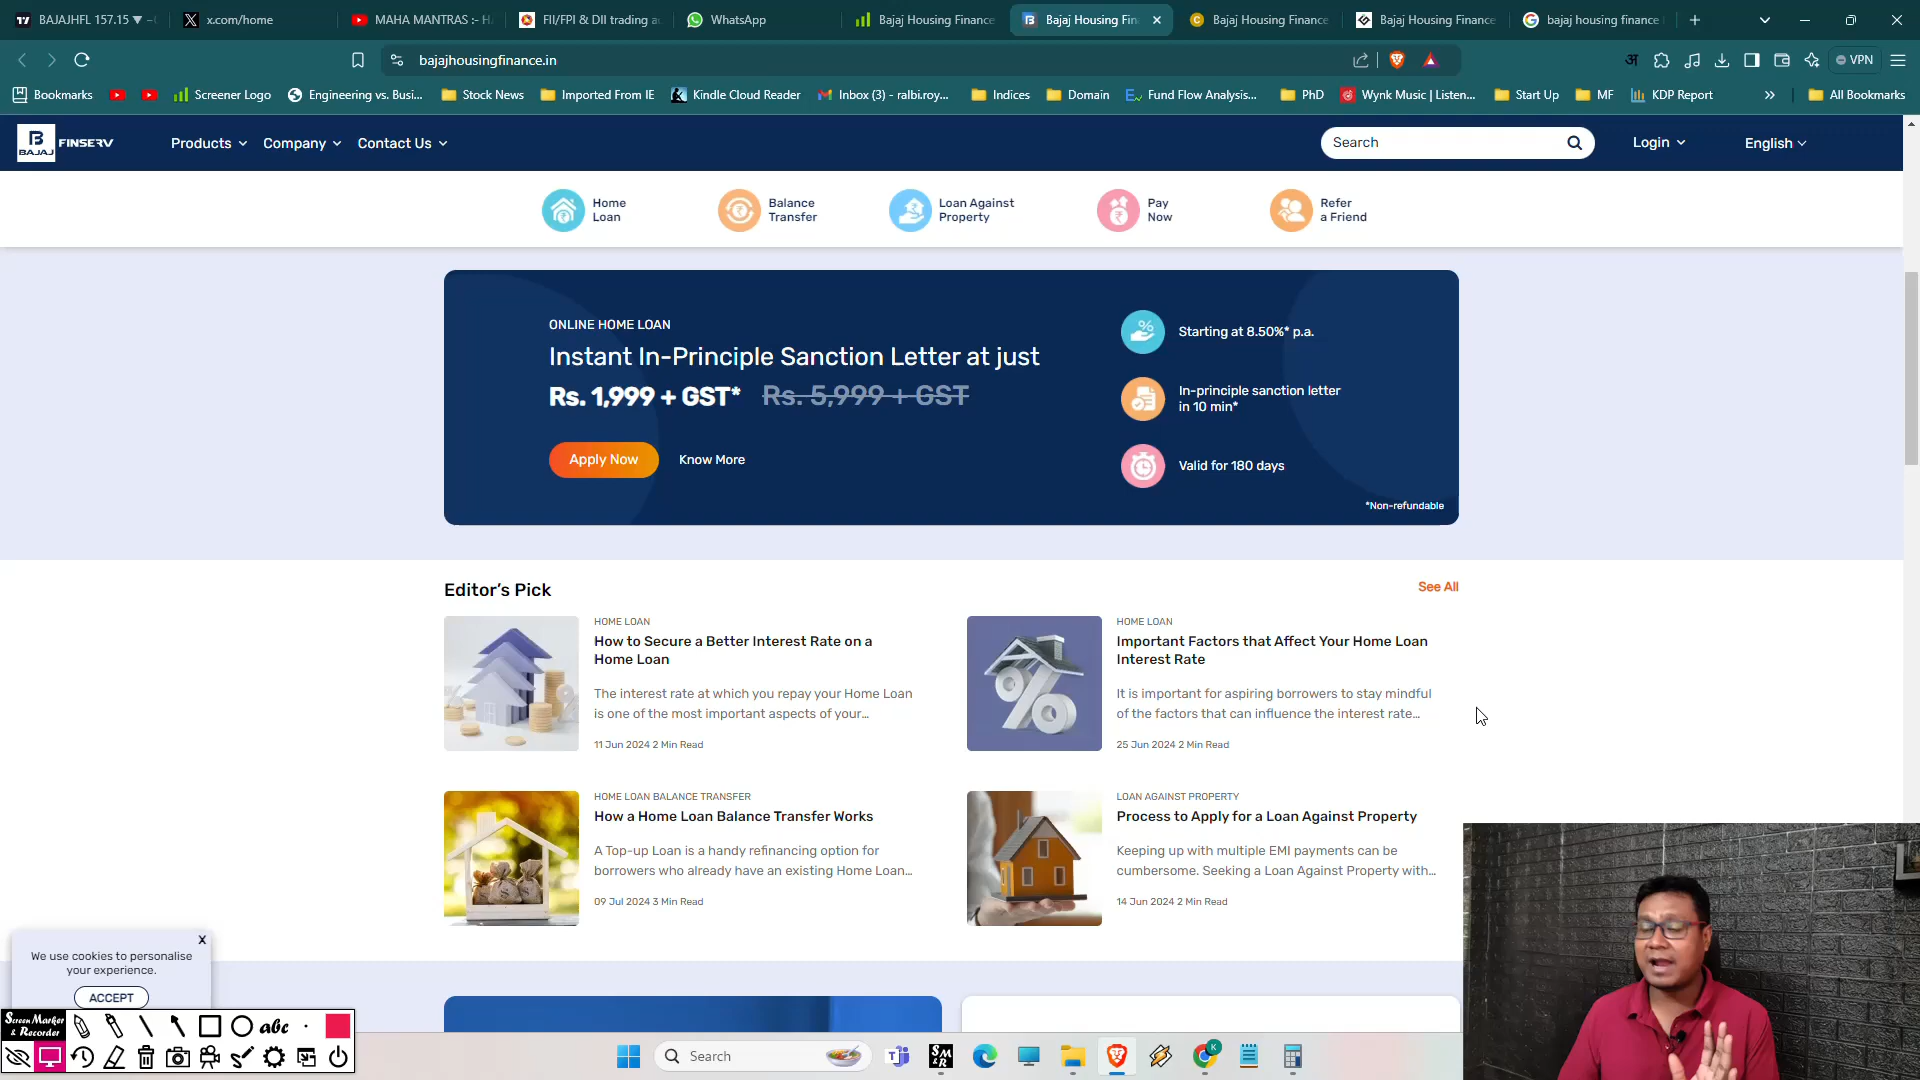 BAJAJHFL 157.15 ▼ −
x.com/home
MAHA MANTRAS :- HA
FII/FPI & DII trading a
WhatsApp
Bajaj Housing Finance
Bajaj Housing Fin
Bajaj Housing Finance
Bajaj Housing Finance
bajaj housing finance
bajajhousingfinance.in
अ
VPN
Bookmarks
Screener Logo
Engineering vs. Busi...
Stock News
Imported From IE
Kindle Cloud Reader
Inbox (3) - ralbi.roy...
Indices
Domain
Fund Flow Analysis...
PhD
Wynk Music | Listen...
Start Up
MF
KDP Report
All Bookmarks
B
BAJAJ
FINSERV
Products
Company
Contact Us
Search
Login
English
Home
Loan
Balance
Transfer
Loan Against
Property
Pay
Now
Refer
a Friend
ONLINE HOME LOAN
Instant In-Principle Sanction Letter at just
Rs. 1,999 + GST* Rs. 5,999 + GST
Apply Now
Know More
Starting at 8.50%* p.a.
In-principle sanction letter
in 10 min*
Valid for 180 days
*Non-refundable
Editor's Pick
See All
HOME LOAN
How to Secure a Better Interest Rate on a
Home Loan
The interest rate at which you repay your Home Loan
is one of the most important aspects of your...
11 Jun 2024 2 Min Read
HOME LOAN
Important Factors that Affect Your Home Loan
Interest Rate
It is important for aspiring borrowers to stay mindful
of the factors that can influence the interest rate...
25 Jun 2024 2 Min Read
HOME LOAN BALANCE TRANSFER
How a Home Loan Balance Transfer Works
A Top-up Loan is a handy refinancing option for
borrowers who already have an existing Home Loan...
09 Jul 2024 3 Min Read
LOAN AGAINST PROPERTY
Process to Apply for a Loan Against Property
Keeping up with multiple EMI payments can be
cumbersome. Seeking a Loan Against Property with...
14 Jun 2024 2 Min Read
X
We use cookies to personalise
your experience.
ACCEPT
Screen Marker
& Recorder
abc
Search